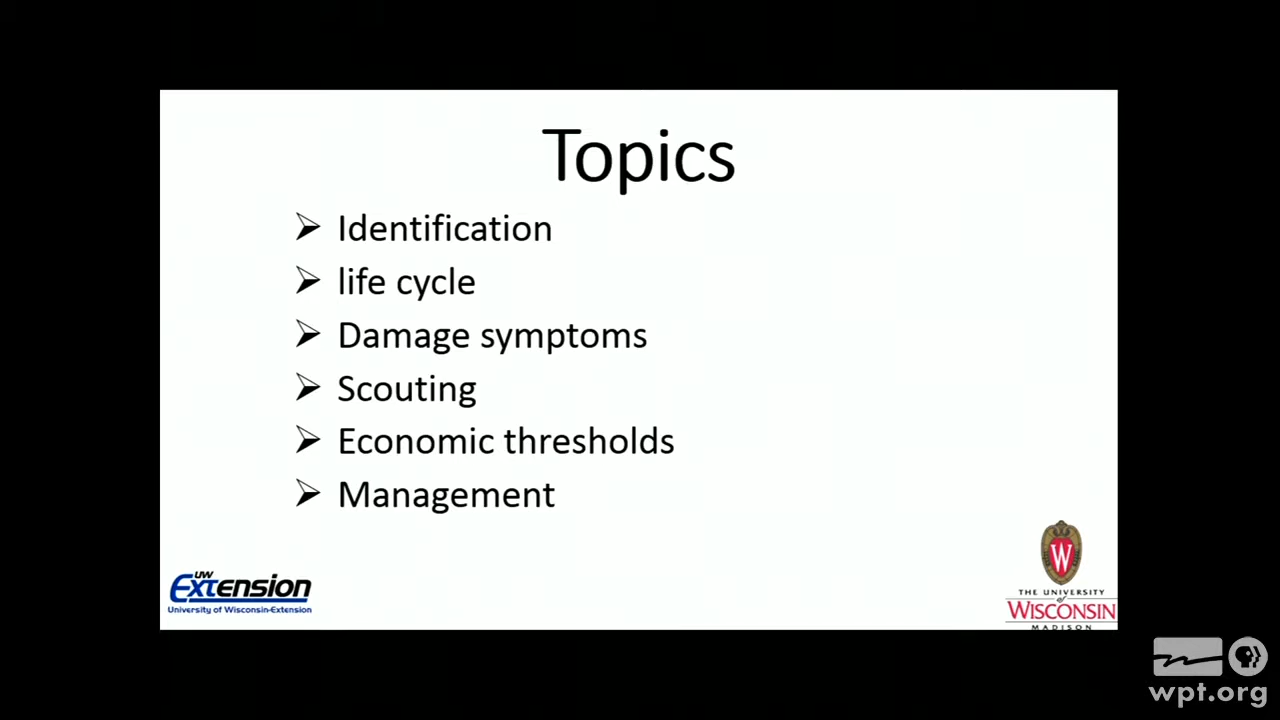 Topics
Identification
life cycle
Damage symptoms
Scouting
Economic thresholds
Management
UW
Extension
University of Wisconsin-Extension
W
THE UNIVERSITY
of
WISCONSIN
MADISON
wpt.org